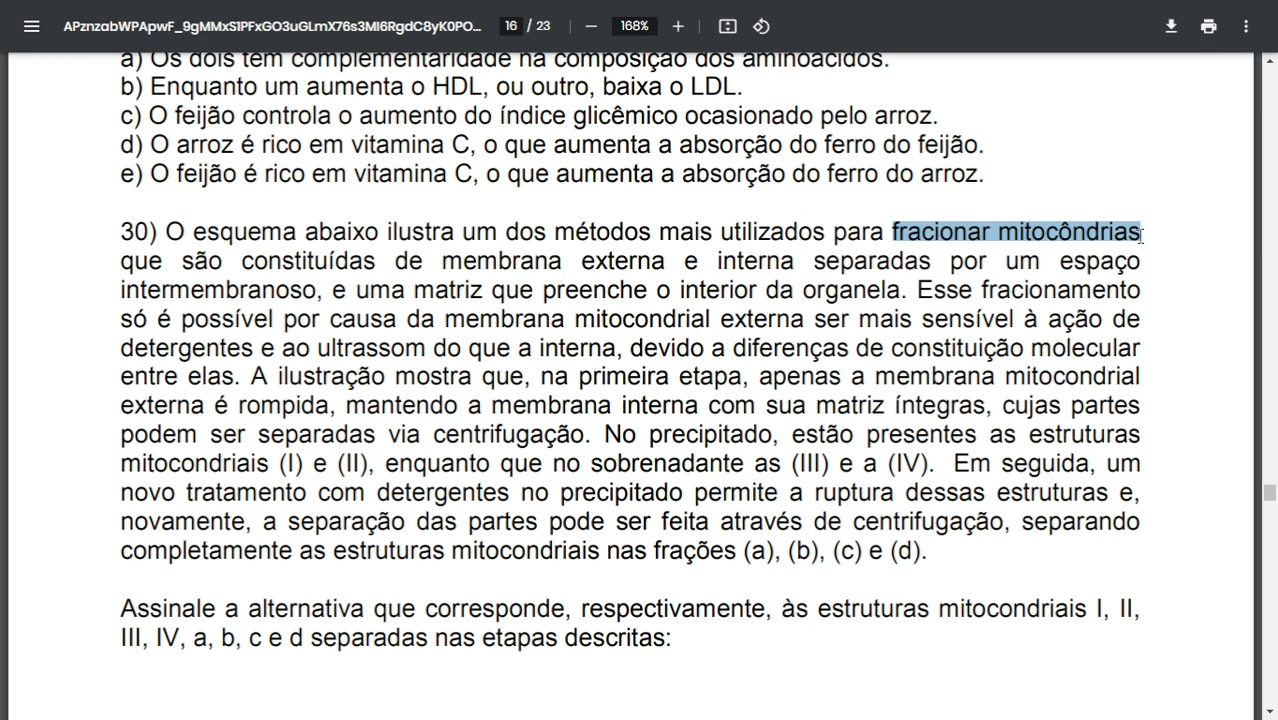 APznzabWPApwF_9gMMxS1PFxGO3uGLmX76s3MI6RgdC8yK0PO... 16 / 23 168%
a) Os dois têm complementaridade na composição dos aminoácidos.
b) Enquanto um aumenta o HDL, ou outro, baixa o LDL.
c) O feijão controla o aumento do índice glicêmico ocasionado pelo arroz.
d) O arroz é rico em vitamina C, o que aumenta a absorção do ferro do feijão.
e) O feijão é rico em vitamina C, o que aumenta a absorção do ferro do arroz.
30) O esquema abaixo ilustra um dos métodos mais utilizados para fracionar mitocôndrias
que são constituídas de membrana externa e interna separadas por um espaço
intermembranoso, e uma matriz que preenche o interior da organela. Esse fracionamento
só é possível por causa da membrana mitocondrial externa ser mais sensível à ação de
detergentes e ao ultrassom do que a interna, devido a diferenças de constituição molecular
entre elas. A ilustração mostra que, na primeira etapa, apenas a membrana mitocondrial
externa é rompida, mantendo a membrana interna com sua matriz íntegras, cujas partes
podem ser separadas via centrifugação. No precipitado, estão presentes as estruturas
mitocondriais (I) e (II), enquanto que no sobrenadante as (III) e a (IV). Em seguida, um
novo tratamento com detergentes no precipitado permite a ruptura dessas estruturas e,
novamente, a separação das partes pode ser feita através de centrifugação, separando
completamente as estruturas mitocondriais nas frações (a), (b), (c) e (d).
Assinale a alternativa que corresponde, respectivamente, às estruturas mitocondriais I, II,
III, IV, a, b, c e d separadas nas etapas descritas: